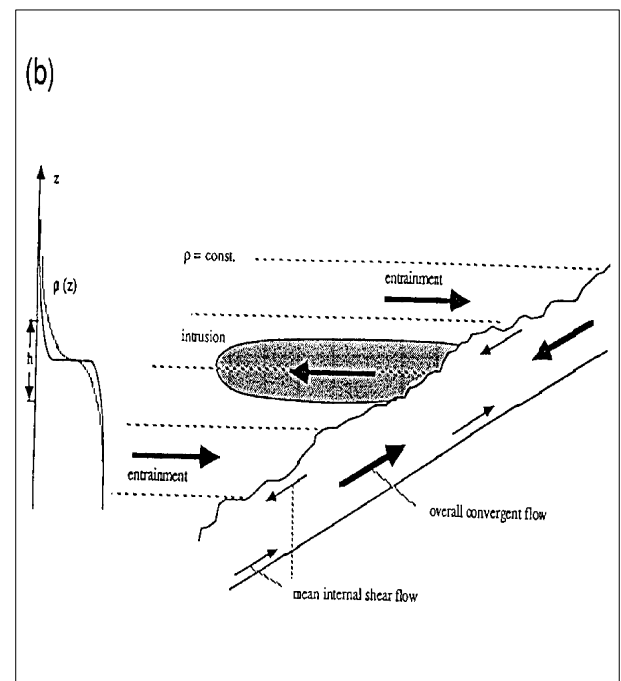 (b)
z
ρ = const.
entrainment
ρ (z)
intrusion
h
entrainment
overall convergent flow
mean internal shear flow